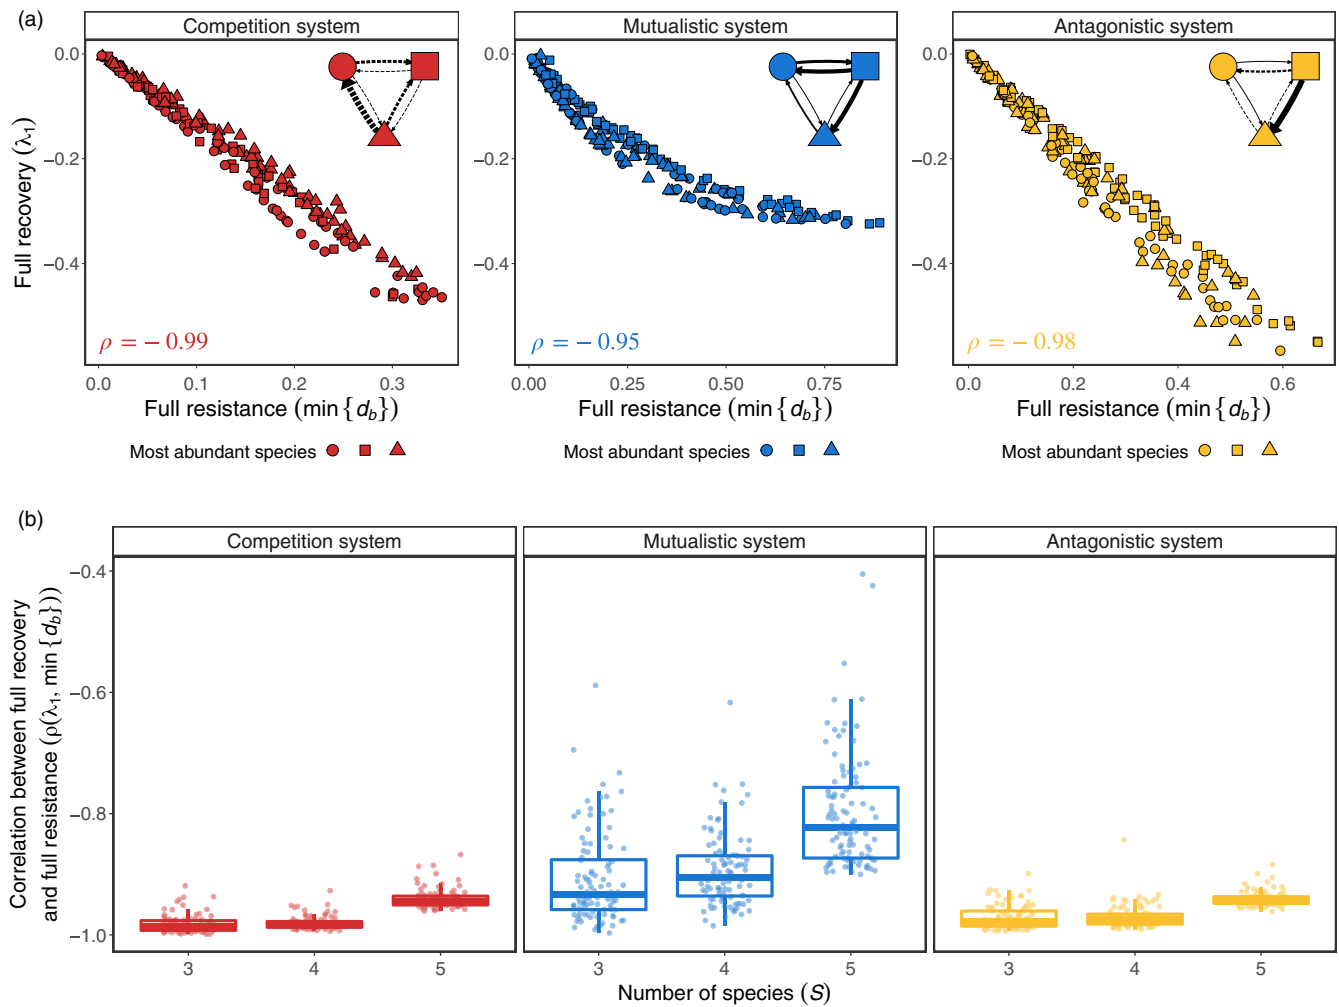 (a)
Competition system
Mutualistic system
Antagonistic system
Full recovery (λ1)
0.0
−0.2
−0.4
ρ = − 0.99
0.0 0.1 0.2 0.3
Full resistance (min {db})
Most abundant species
0.0
−0.2
−0.4
ρ = − 0.95
0.00 0.25 0.50 0.75
Full resistance (min {db})
Most abundant species
0.0
−0.2
−0.4
ρ = − 0.98
0.0 0.2 0.4 0.6
Full resistance (min {db})
Most abundant species
(b)
Competition system
Mutualistic system
Antagonistic system
Correlation between full recovery
and full resistance (ρ(λ1, min {db}))
−0.4
−0.6
−0.8
−1.0
3 4 5
3 4 5
3 4 5
Number of species (S)